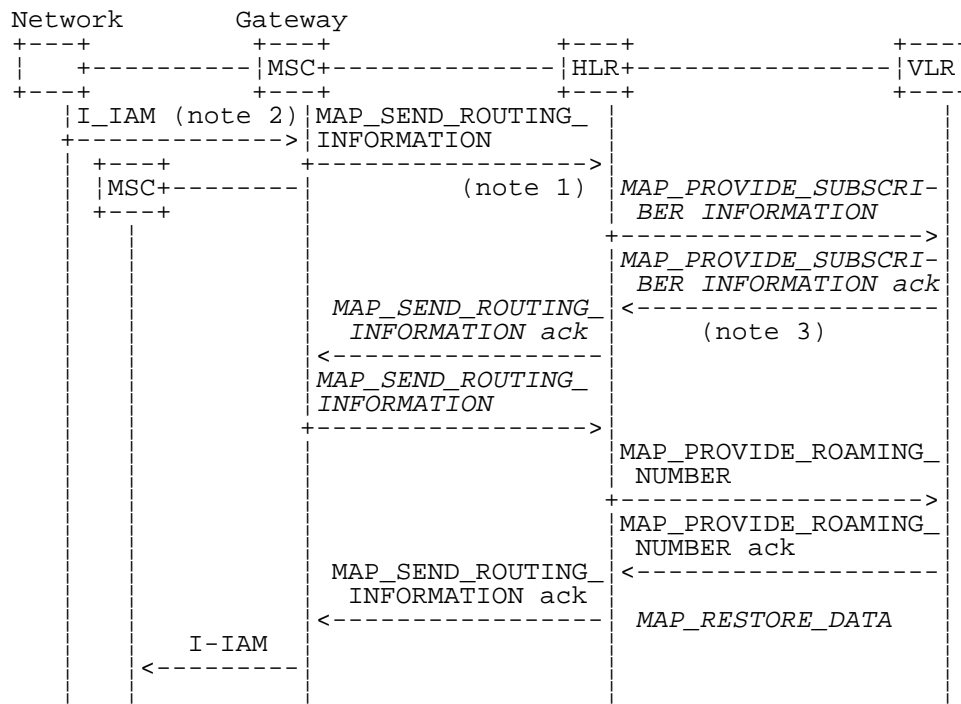 Network Gateway
MSC HLR VLR
I_IAM (note 2) MAP_SEND_ROUTING_
INFORMATION
MSC (note 1) MAP_PROVIDE_SUBSCRI-
BER INFORMATION
MAP_PROVIDE_SUBSCRI-
BER INFORMATION ack
MAP_SEND_ROUTING_
INFORMATION ack (note 3)
MAP_SEND_ROUTING_
INFORMATION
MAP_PROVIDE_ROAMING_
NUMBER
MAP_PROVIDE_ROAMING_
NUMBER ack
MAP_SEND_ROUTING_
INFORMATION ack
MAP_RESTORE_DATA
I-IAM